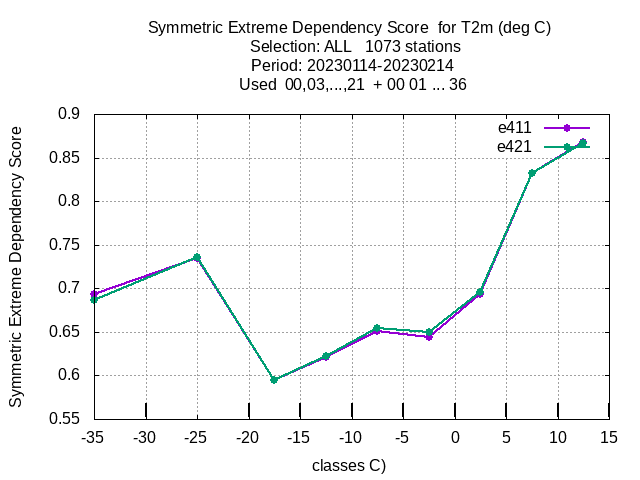 Symmetric Extreme Dependency Score  for T2m (deg C)
Selection: ALL   1073 stations
Period: 20230114-20230214
Used  00,03,...,21  + 00 01 ... 36
Symmetric Extreme Dependency Score
0.9
0.85
0.8
0.75
0.7
0.65
0.6
0.55
e411
e421
-35 -30 -25 -20 -15 -10 -5 0 5 10 15
classes C)